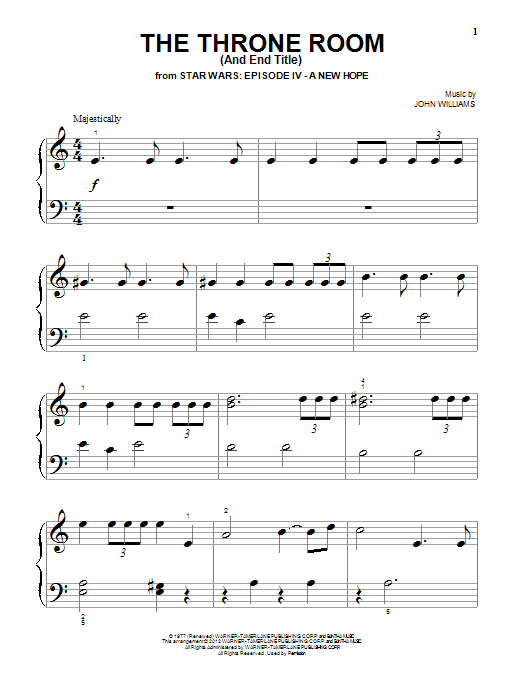 1
THE THRONE ROOM
(And End Title)
from STAR WARS: EPISODE IV - A NEW HOPE
Music by
JOHN WILLIAMS
Majestically
1
4
4
f
3
3
4
4
3
3
1
1
3
3
4
1
3
1
2
3
3
2
5
5
© 1977 (Renewed) WARNER-TAMERLANE PUBLISHING CORP. and BANTHA MUSIC
This arrangement © 2012 WARNER-TAMERLANE PUBLISHING CORP. and BANTHA MUSIC
All Rights Administered by WARNER-TAMERLANE PUBLISHING CORP.
All Rights Reserved Used by Permission